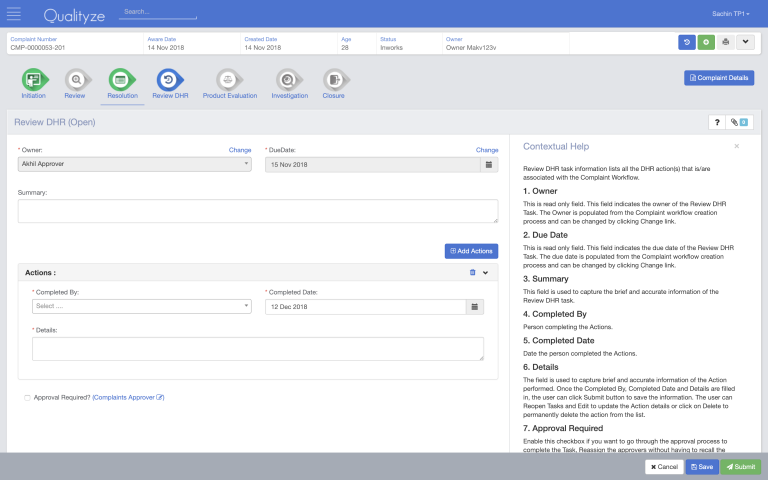 Qualityze
Search...
Sachin TP1
Complaint Number
CMP-0000053-201
Aware Date
14 Nov 2018
Created Date
14 Nov 2018
Age
28
Status
Inworks
Owner
Owner Makv123v
Initiation
Review
Resolution
Review DHR
Product Evaluation
Investigation
Closure
Complaint Details
Review DHR (Open)
?
0
* Owner:
Change
* DueDate:
Change
Akhil Approver
15 Nov 2018
Summary:
Add Actions
Actions :
* Completed By:
* Completed Date:
Select ....
12 Dec 2018
* Details:
Approval Required? (Complaints Approver)
Contextual Help
×
Review DHR task information lists all the DHR action(s) that is/are
associated with the Complaint Workflow.
1. Owner
This is read only field. This field indicates the owner of the Review DHR
Task. The Owner is populated from the Complaint workflow creation
process and can be changed by clicking Change link.
2. Due Date
This is read only field. This field indicates the due date of the Review DHR
Task. The due date is populated from the Complaint workflow creation
process and can be changed by clicking Change link.
3. Summary
This field is used to capture the brief and accurate information of the
Review DHR task.
4. Completed By
Person completing the Actions.
5. Completed Date
Date the person completed the Actions.
6. Details
The field is used to capture brief and accurate information of the Action
performed. Once the Completed By, Completed Date and Details are filled
in, the user can click Submit button to save the information. The user can
Reopen Tasks and Edit to update the Action details or click on Delete to
permanently delete the action from the list.
7. Approval Required
Enable this checkbox if you want to go through the approval process to
complete the Task, Reassign the approvers without having to recall the
Cancel
Save
Submit